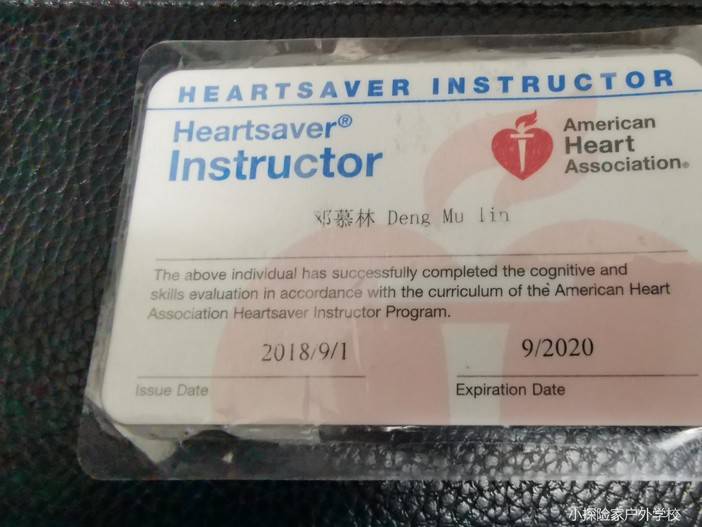 HEARTSAVER INSTRUCTOR
Heartsaver®
Instructor
American
Heart
Association®
邓慕林 Deng Mu lin
The above individual has successfully completed the cognitive and
skills evaluation in accordance with the curriculum of the American Heart
Association Heartsaver Instructor Program.
2018/9/1
9/2020
Issue Date
Expiration Date
小探险家户外学校